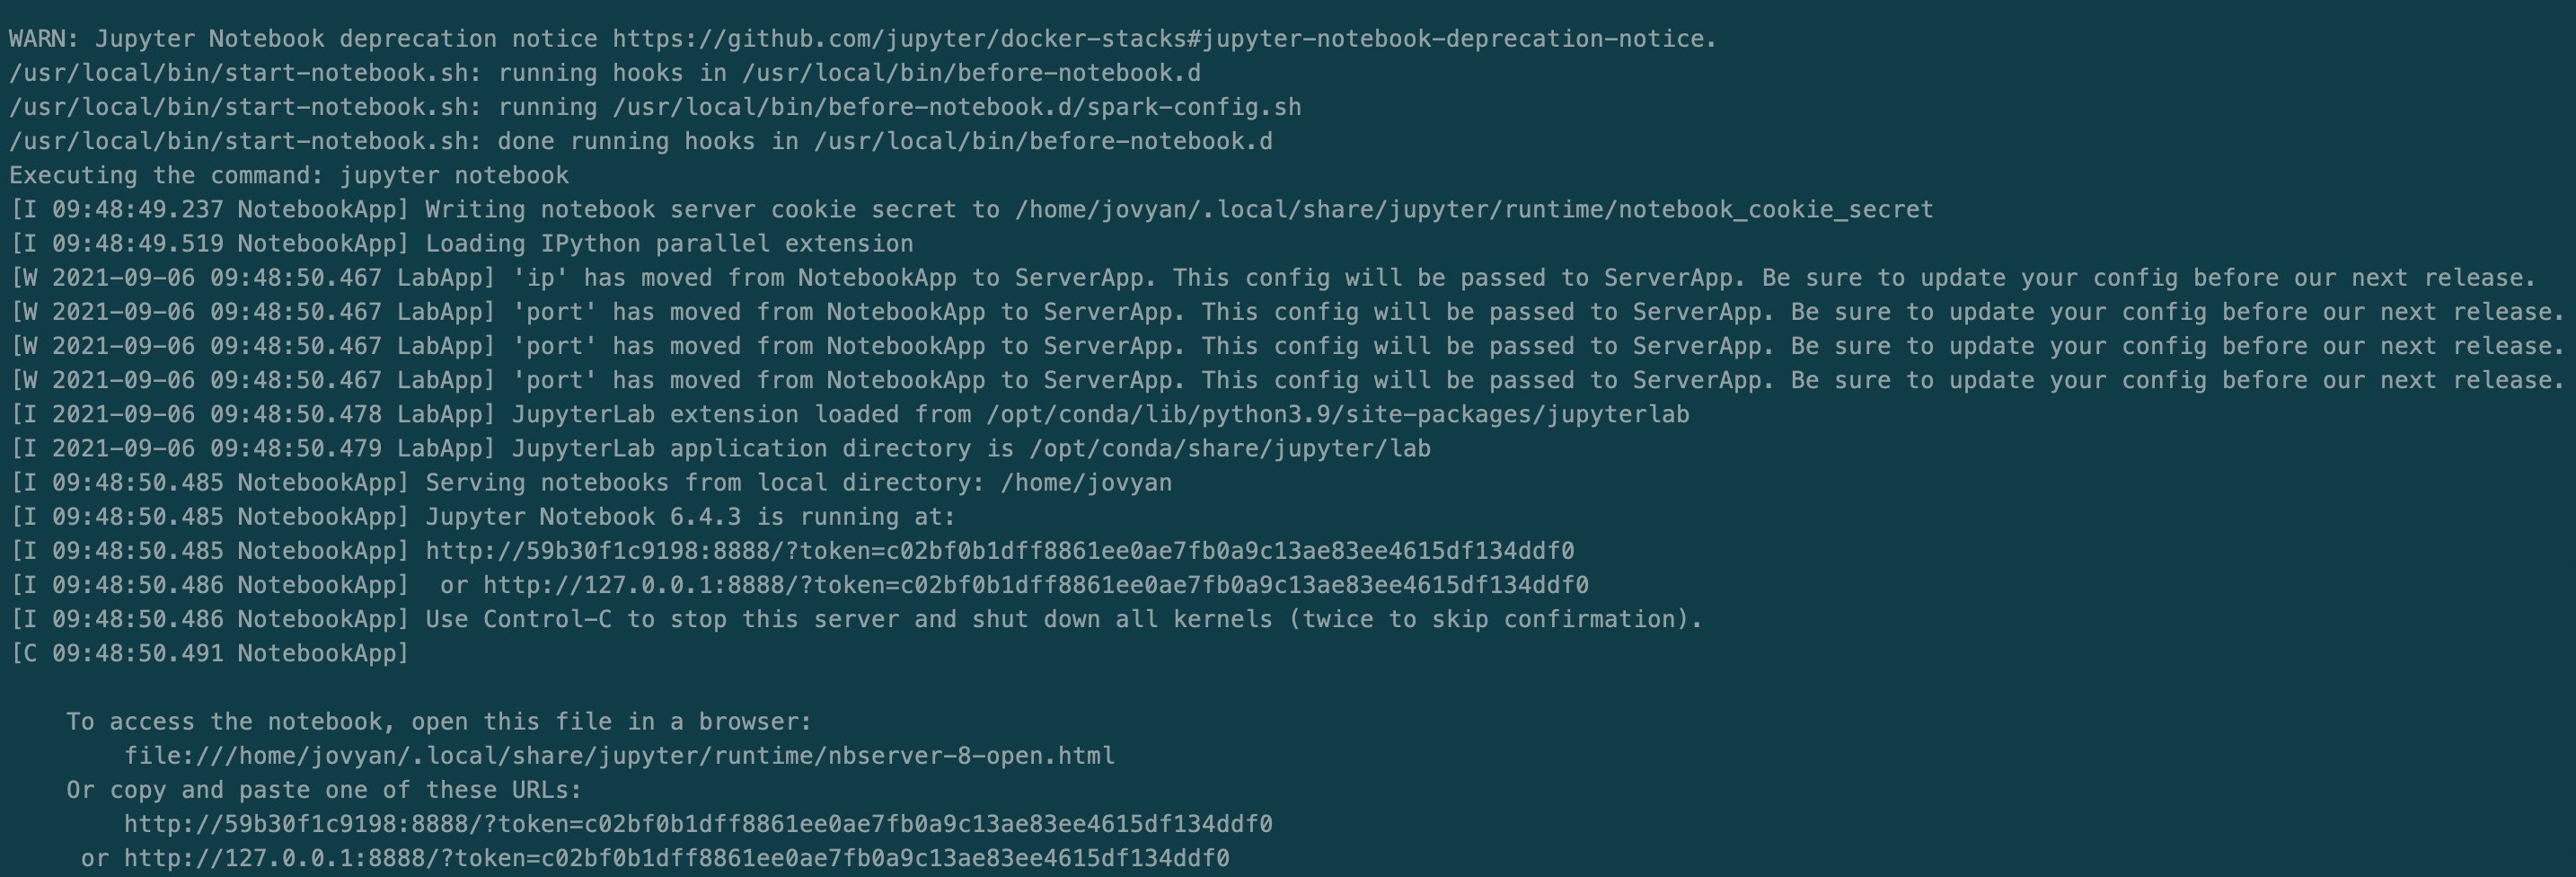 WARN: Jupyter Notebook deprecation notice https://github.com/jupyter/docker-stacks#jupyter-notebook-deprecation-notice.
/usr/local/bin/start-notebook.sh: running hooks in /usr/local/bin/before-notebook.d
/usr/local/bin/start-notebook.sh: running /usr/local/bin/before-notebook.d/spark-config.sh
/usr/local/bin/start-notebook.sh: done running hooks in /usr/local/bin/before-notebook.d
Executing the command: jupyter notebook
[I 09:48:49.237 NotebookApp] Writing notebook server cookie secret to /home/jovyan/.local/share/jupyter/runtime/notebook_cookie_secret
[I 09:48:49.519 NotebookApp] Loading IPython parallel extension
[W 2021-09-06 09:48:50.467 LabApp] 'ip' has moved from NotebookApp to ServerApp. This config will be passed to ServerApp. Be sure to update your config before our next release.
[W 2021-09-06 09:48:50.467 LabApp] 'port' has moved from NotebookApp to ServerApp. This config will be passed to ServerApp. Be sure to update your config before our next release.
[W 2021-09-06 09:48:50.467 LabApp] 'port' has moved from NotebookApp to ServerApp. This config will be passed to ServerApp. Be sure to update your config before our next release.
[W 2021-09-06 09:48:50.467 LabApp] 'port' has moved from NotebookApp to ServerApp. This config will be passed to ServerApp. Be sure to update your config before our next release.
[I 2021-09-06 09:48:50.478 LabApp] JupyterLab extension loaded from /opt/conda/lib/python3.9/site-packages/jupyterlab
[I 2021-09-06 09:48:50.479 LabApp] JupyterLab application directory is /opt/conda/share/jupyter/lab
[I 09:48:50.485 NotebookApp] Serving notebooks from local directory: /home/jovyan
[I 09:48:50.485 NotebookApp] Jupyter Notebook 6.4.3 is running at:
[I 09:48:50.485 NotebookApp] http://59b30f1c9198:8888/?token=c02bf0b1dff8861ee0ae7fb0a9c13ae83ee4615df134ddf0
[I 09:48:50.486 NotebookApp]  or http://127.0.0.1:8888/?token=c02bf0b1dff8861ee0ae7fb0a9c13ae83ee4615df134ddf0
[I 09:48:50.486 NotebookApp] Use Control-C to stop this server and shut down all kernels (twice to skip confirmation).
[C 09:48:50.491 NotebookApp]
To access the notebook, open this file in a browser:
file:///home/jovyan/.local/share/jupyter/runtime/nbserver-8-open.html
Or copy and paste one of these URLs:
http://59b30f1c9198:8888/?token=c02bf0b1dff8861ee0ae7fb0a9c13ae83ee4615df134ddf0
or http://127.0.0.1:8888/?token=c02bf0b1dff8861ee0ae7fb0a9c13ae83ee4615df134ddf0